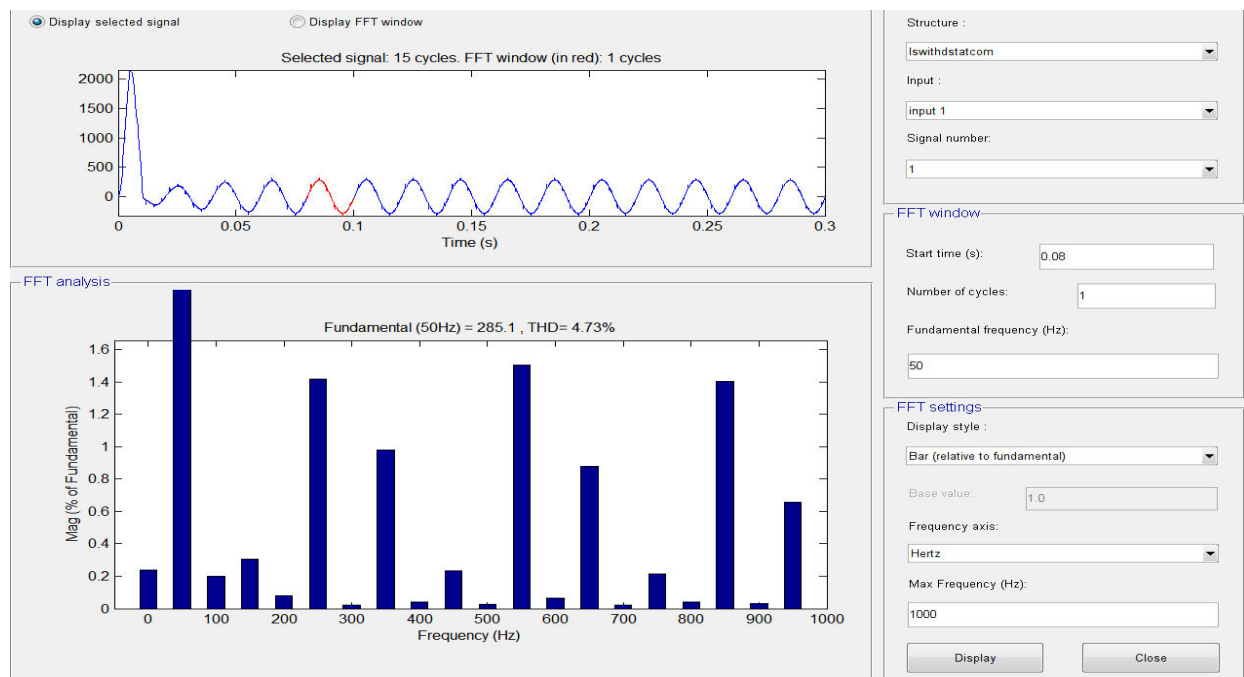 Display selected signal
Display FFT window
Selected signal: 15 cycles. FFT window (in red): 1 cycles
2000
1500
1000
500
0
0
0.05
0.1
0.15
0.2
0.25
0.3
Time (s)
FFT analysis
Fundamental (50Hz) = 285.1 , THD= 4.73%
1.6
1.4
1.2
1
0.8
0.6
0.4
0.2
0
Mag (% of Fundamental)
0
100
200
300
400
500
600
700
800
900
1000
Frequency (Hz)
Structure :
Iswithdstatcom
Input :
input 1
Signal number:
1
FFT window
Start time (s):
0.08
Number of cycles:
1
Fundamental frequency (Hz):
50
FFT settings
Display style :
Bar (relative to fundamental)
Base value:
1.0
Frequency axis:
Hertz
Max Frequency (Hz):
1000
Display
Close